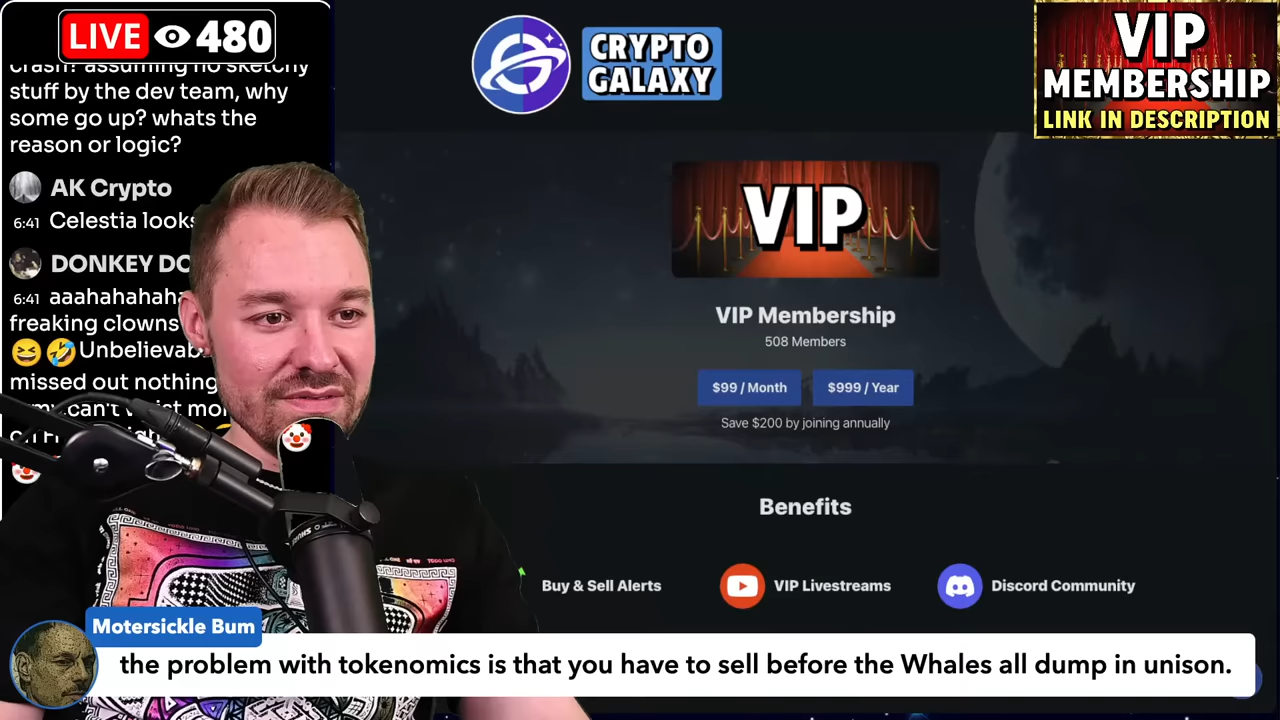 LIVE 480
crash? assuming no sketchy
stuff by the dev team, why
some go up? whats the
reason or logic?
AK Crypto
6:41 Celestia looks
DONKEY DO
6:41 aaahahahaha
freaking clowns
Unbelievab
missed out nothing
can't
CRYPTO
GALAXY
VIP
MEMBERSHIP
LINK IN DESCRIPTION
VIP
VIP Membership
508 Members
$99 / Month
$999 / Year
Save $200 by joining annually
Benefits
Buy & Sell Alerts
VIP Livestreams
Discord Community
Motersickle Bum
the problem with tokenomics is that you have to sell before the Whales all dump in unison.